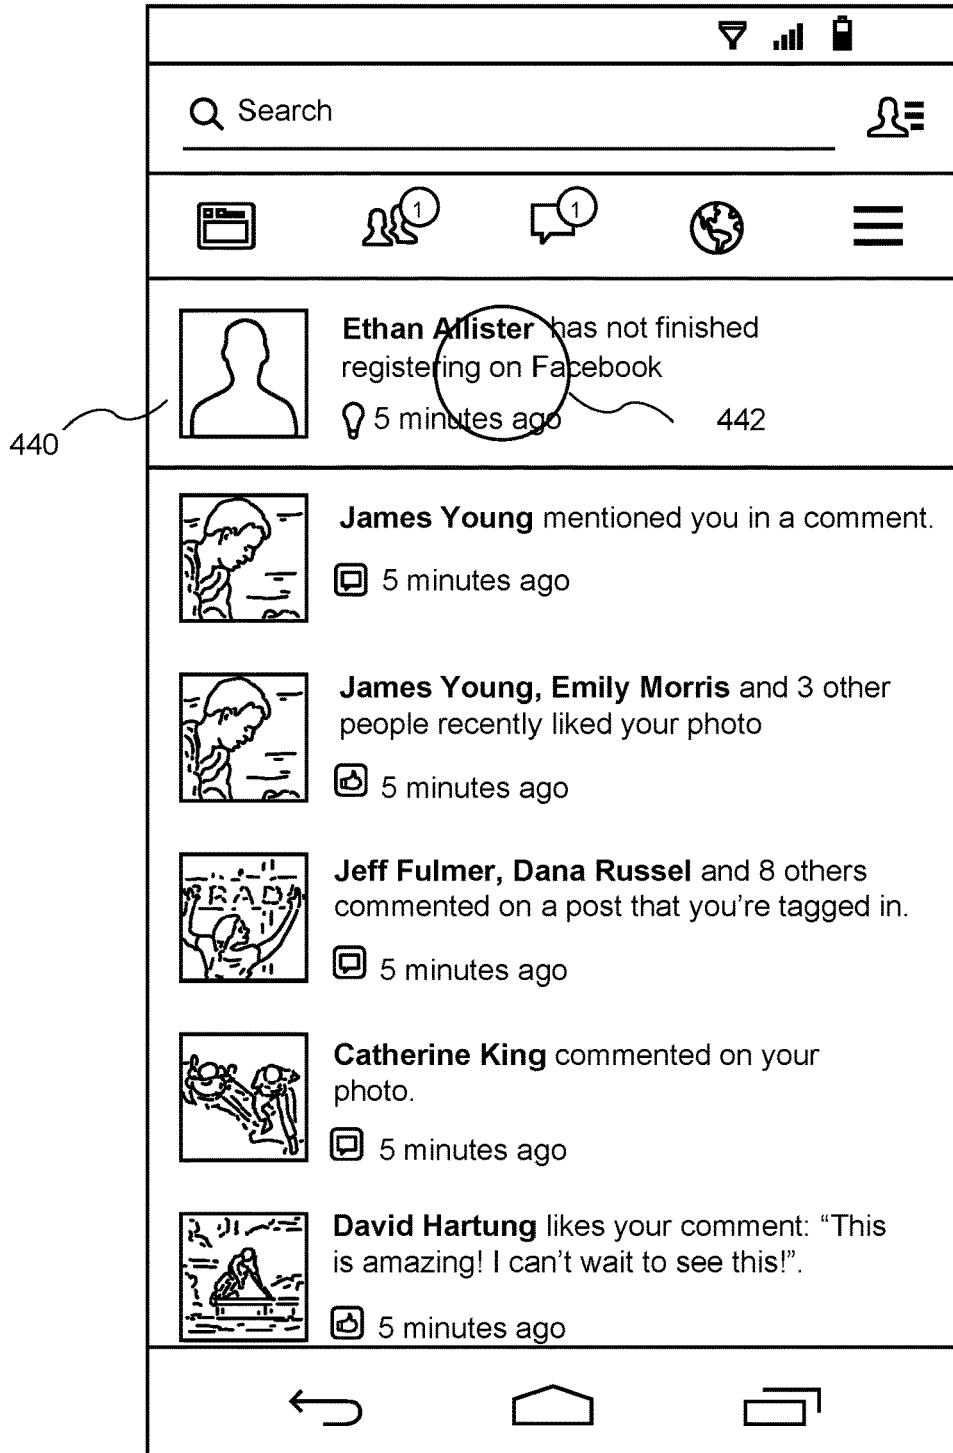 Search
1
1
Ethan Allister has not finished
registering on Facebook
5 minutes ago
442
440
James Young mentioned you in a comment.
5 minutes ago
James Young, Emily Morris and 3 other
people recently liked your photo
5 minutes ago
Jeff Fulmer, Dana Russel and 8 others
commented on a post that you’re tagged in.
5 minutes ago
RAD
Catherine King commented on your
photo.
5 minutes ago
David Hartung likes your comment: “This
is amazing! I can’t wait to see this!”.
5 minutes ago